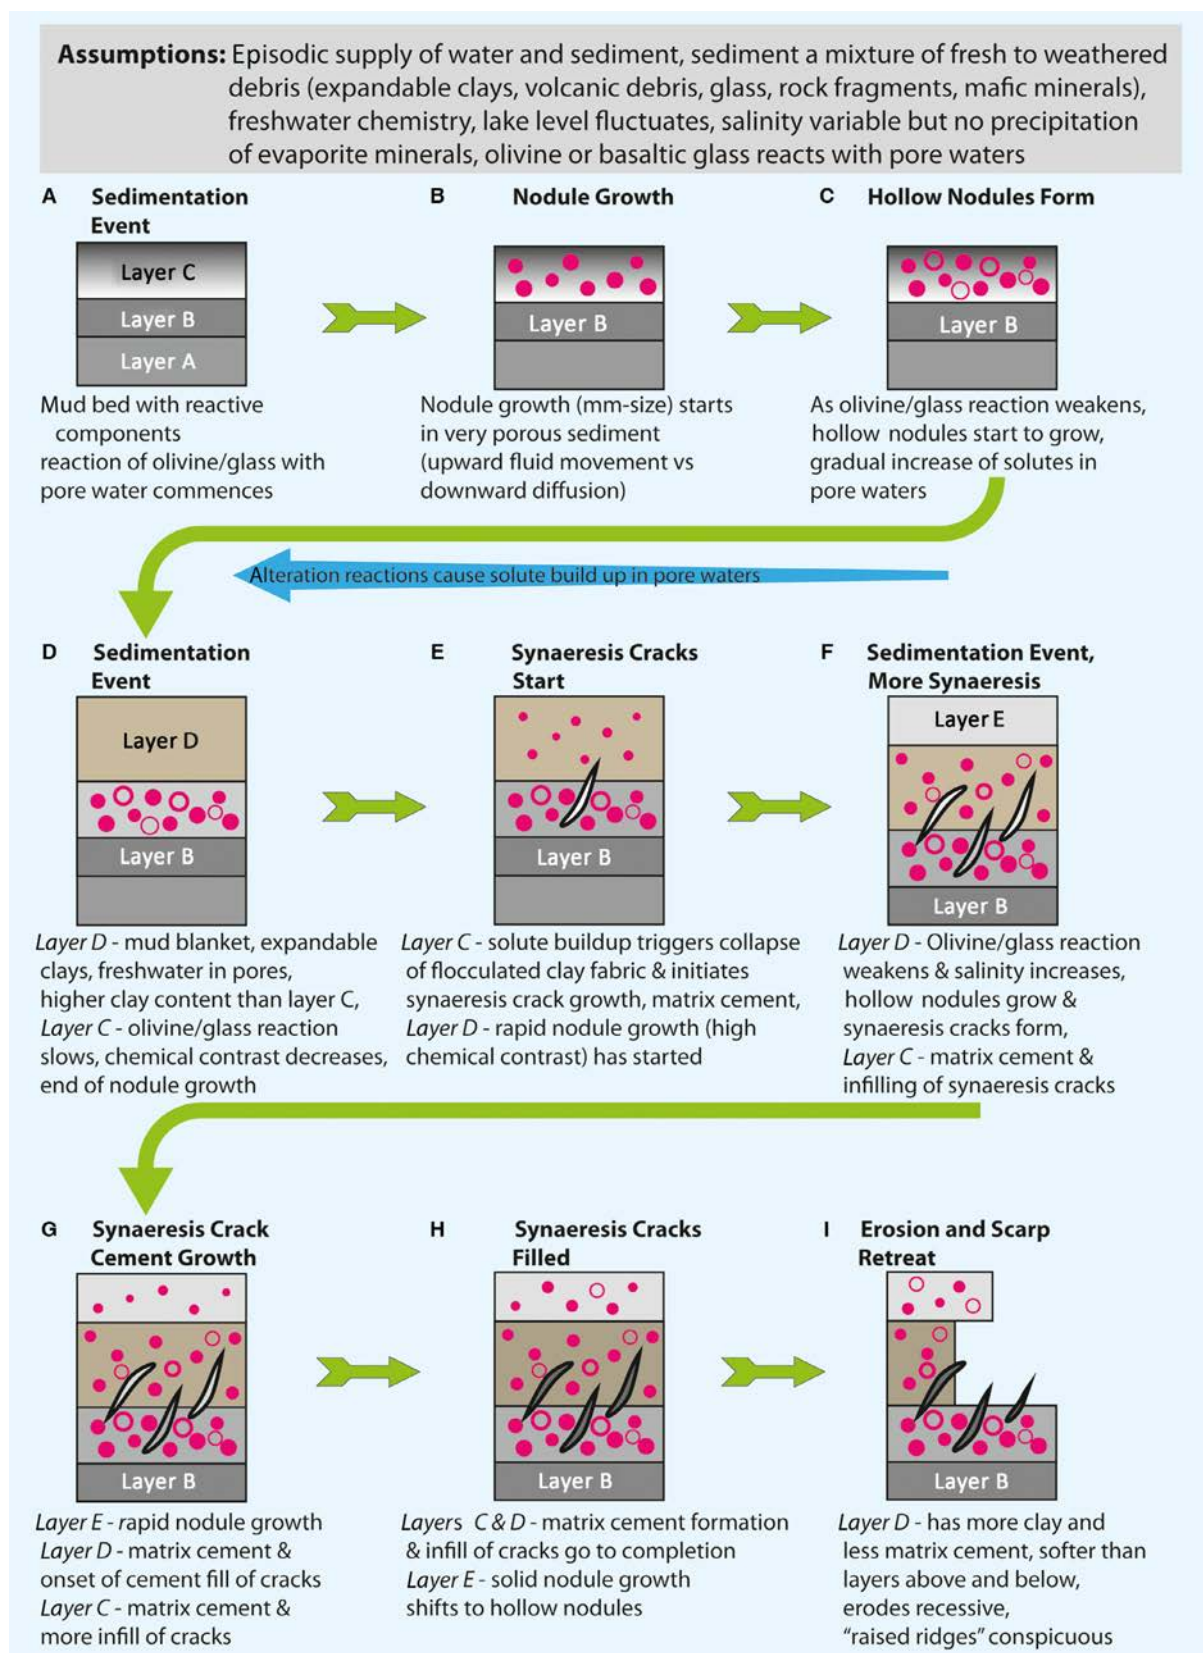 Assumptions: Episodic supply of water and sediment, sediment a mixture of fresh to weathered
debris (expandable clays, volcanic debris, glass, rock fragments, mafic minerals),
freshwater chemistry, lake level fluctuates, salinity variable but no precipitation
of evaporite minerals, olivine or basaltic glass reacts with pore waters
A Sedimentation
Event
Layer C
Layer B
Layer A
Mud bed with reactive
components
reaction of olivine/glass with
pore water commences
B Nodule Growth
Layer B
Nodule growth (mm-size) starts
in very porous sediment
(upward fluid movement vs
downward diffusion)
C Hollow Nodules Form
Layer B
As olivine/glass reaction weakens,
hollow nodules start to grow,
gradual increase of solutes in
pore waters
Alteration reactions cause solute build up in pore waters
D Sedimentation
Event
Layer D
Layer B
Layer D - mud blanket, expandable
clays, freshwater in pores,
higher clay content than layer C,
Layer C - olivine/glass reaction
slows, chemical contrast decreases,
end of nodule growth
E Synaeresis Cracks
Start
Layer B
Layer C - solute buildup triggers collapse
of flocculated clay fabric & initiates
synaeresis crack growth, matrix cement,
Layer D - rapid nodule growth (high
chemical contrast) has started
F Sedimentation Event,
More Synaeresis
Layer E
Layer B
Layer D - Olivine/glass reaction
weakens & salinity increases,
hollow nodules grow &
synaeresis cracks form,
Layer C - matrix cement &
infilling of synaeresis cracks
G Synaeresis Crack
Cement Growth
Layer B
Layer E - rapid nodule growth
Layer D - matrix cement &
onset of cement fill of cracks
Layer C - matrix cement &
more infill of cracks
H Synaeresis Cracks
Filled
Layer B
Layers C & D - matrix cement formation
& infill of cracks go to completion
Layer E - solid nodule growth
shifts to hollow nodules
I Erosion and Scarp
Retreat
Layer B
Layer D - has more clay and
less matrix cement, softer than
layers above and below,
erodes recessive,
"raised ridges" conspicuous